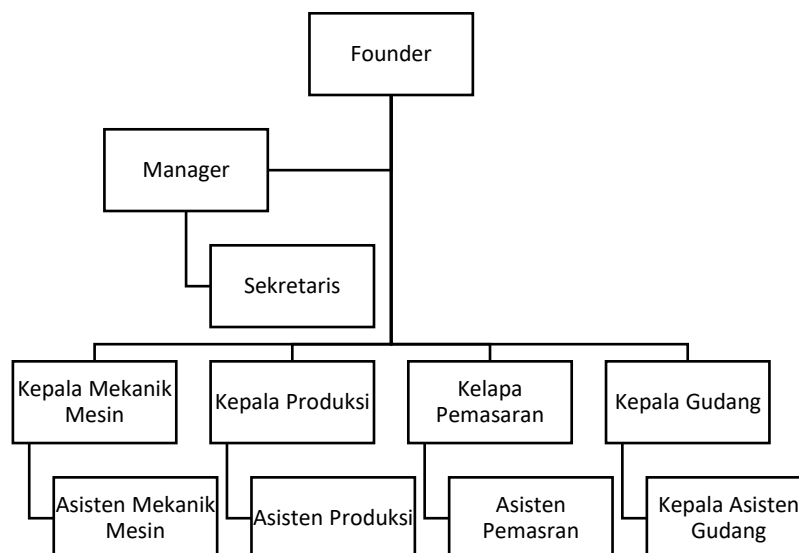 Founder
Manager
Sekretaris
Kepala Mekanik
Mesin
Kepala Produksi
Kelapa
Pemasaran
Kepala Gudang
Asisten Mekanik
Mesin
Asisten Produksi
Asisten
Pemasran
Kepala Asisten
Gudang